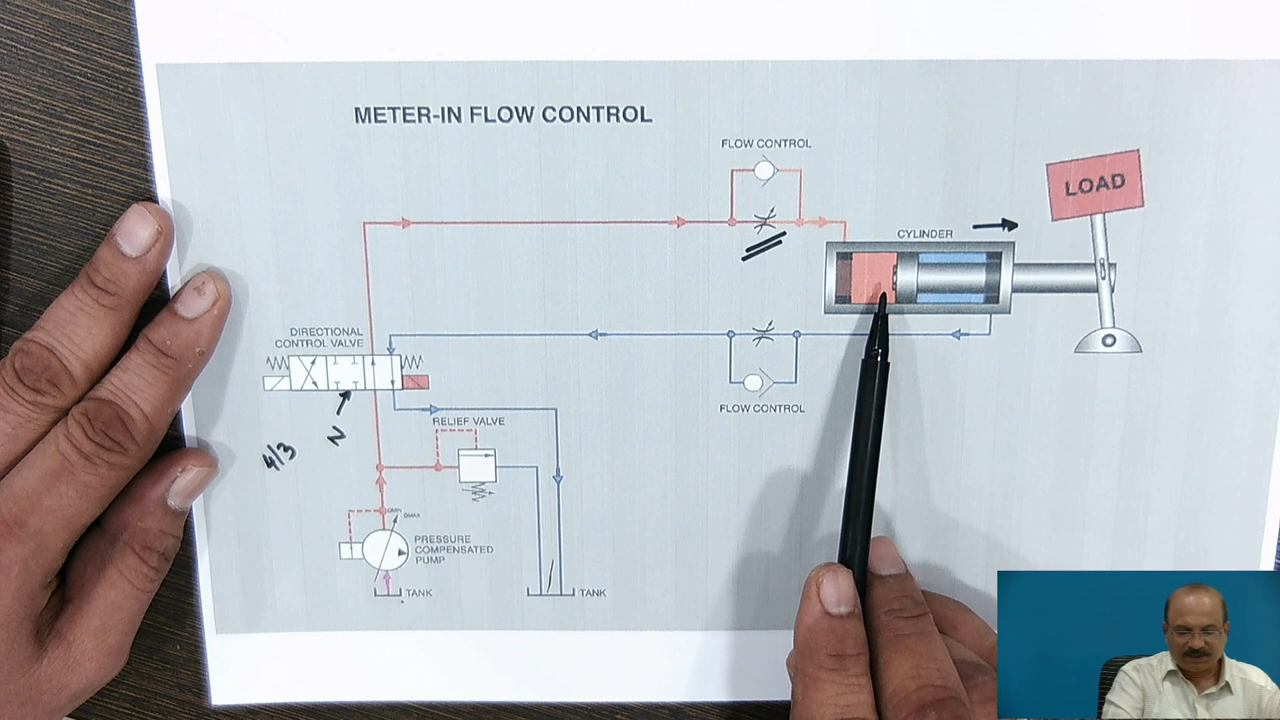 METER-IN FLOW CONTROL
FLOW CONTROL
LOAD
CYLINDER
DIRECTIONAL
CONTROL VALVE
FLOW CONTROL
N
4/3
RELIEF VALVE
QMAX
PRESSURE
COMPENSATED
PUMP
TANK
TANK